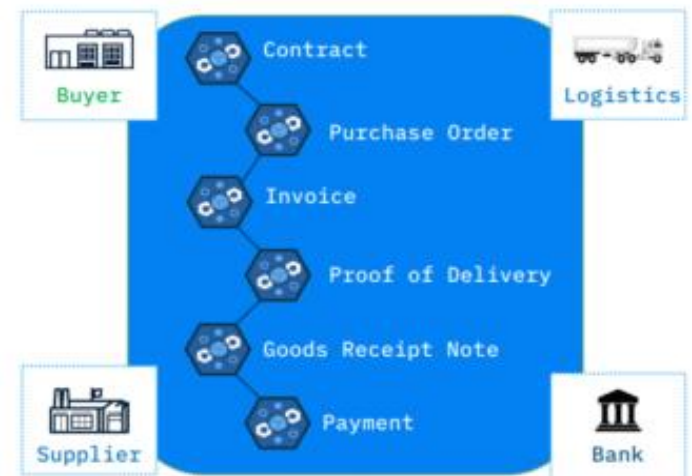 Buyer
Logistics
Contract
Purchase Order
Invoice
Proof of Delivery
Goods Receipt Note
Payment
Supplier
Bank